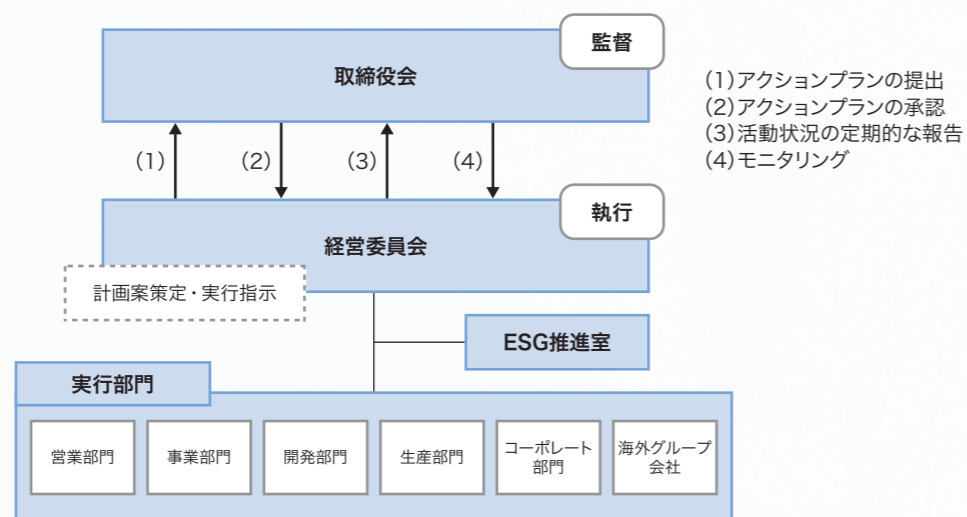 監督
取締役会
(1)アクションプランの提出
(2)アクションプランの承認
(3)活動状況の定期的な報告
(4)モニタリング
(1)
(2)
(3)
(4)
執行
経営委員会
計画案策定・実行指示
ESG推進室
実行部門
営業部門
事業部門
開発部門
生産部門
コーポレート
部門
海外グループ
会社